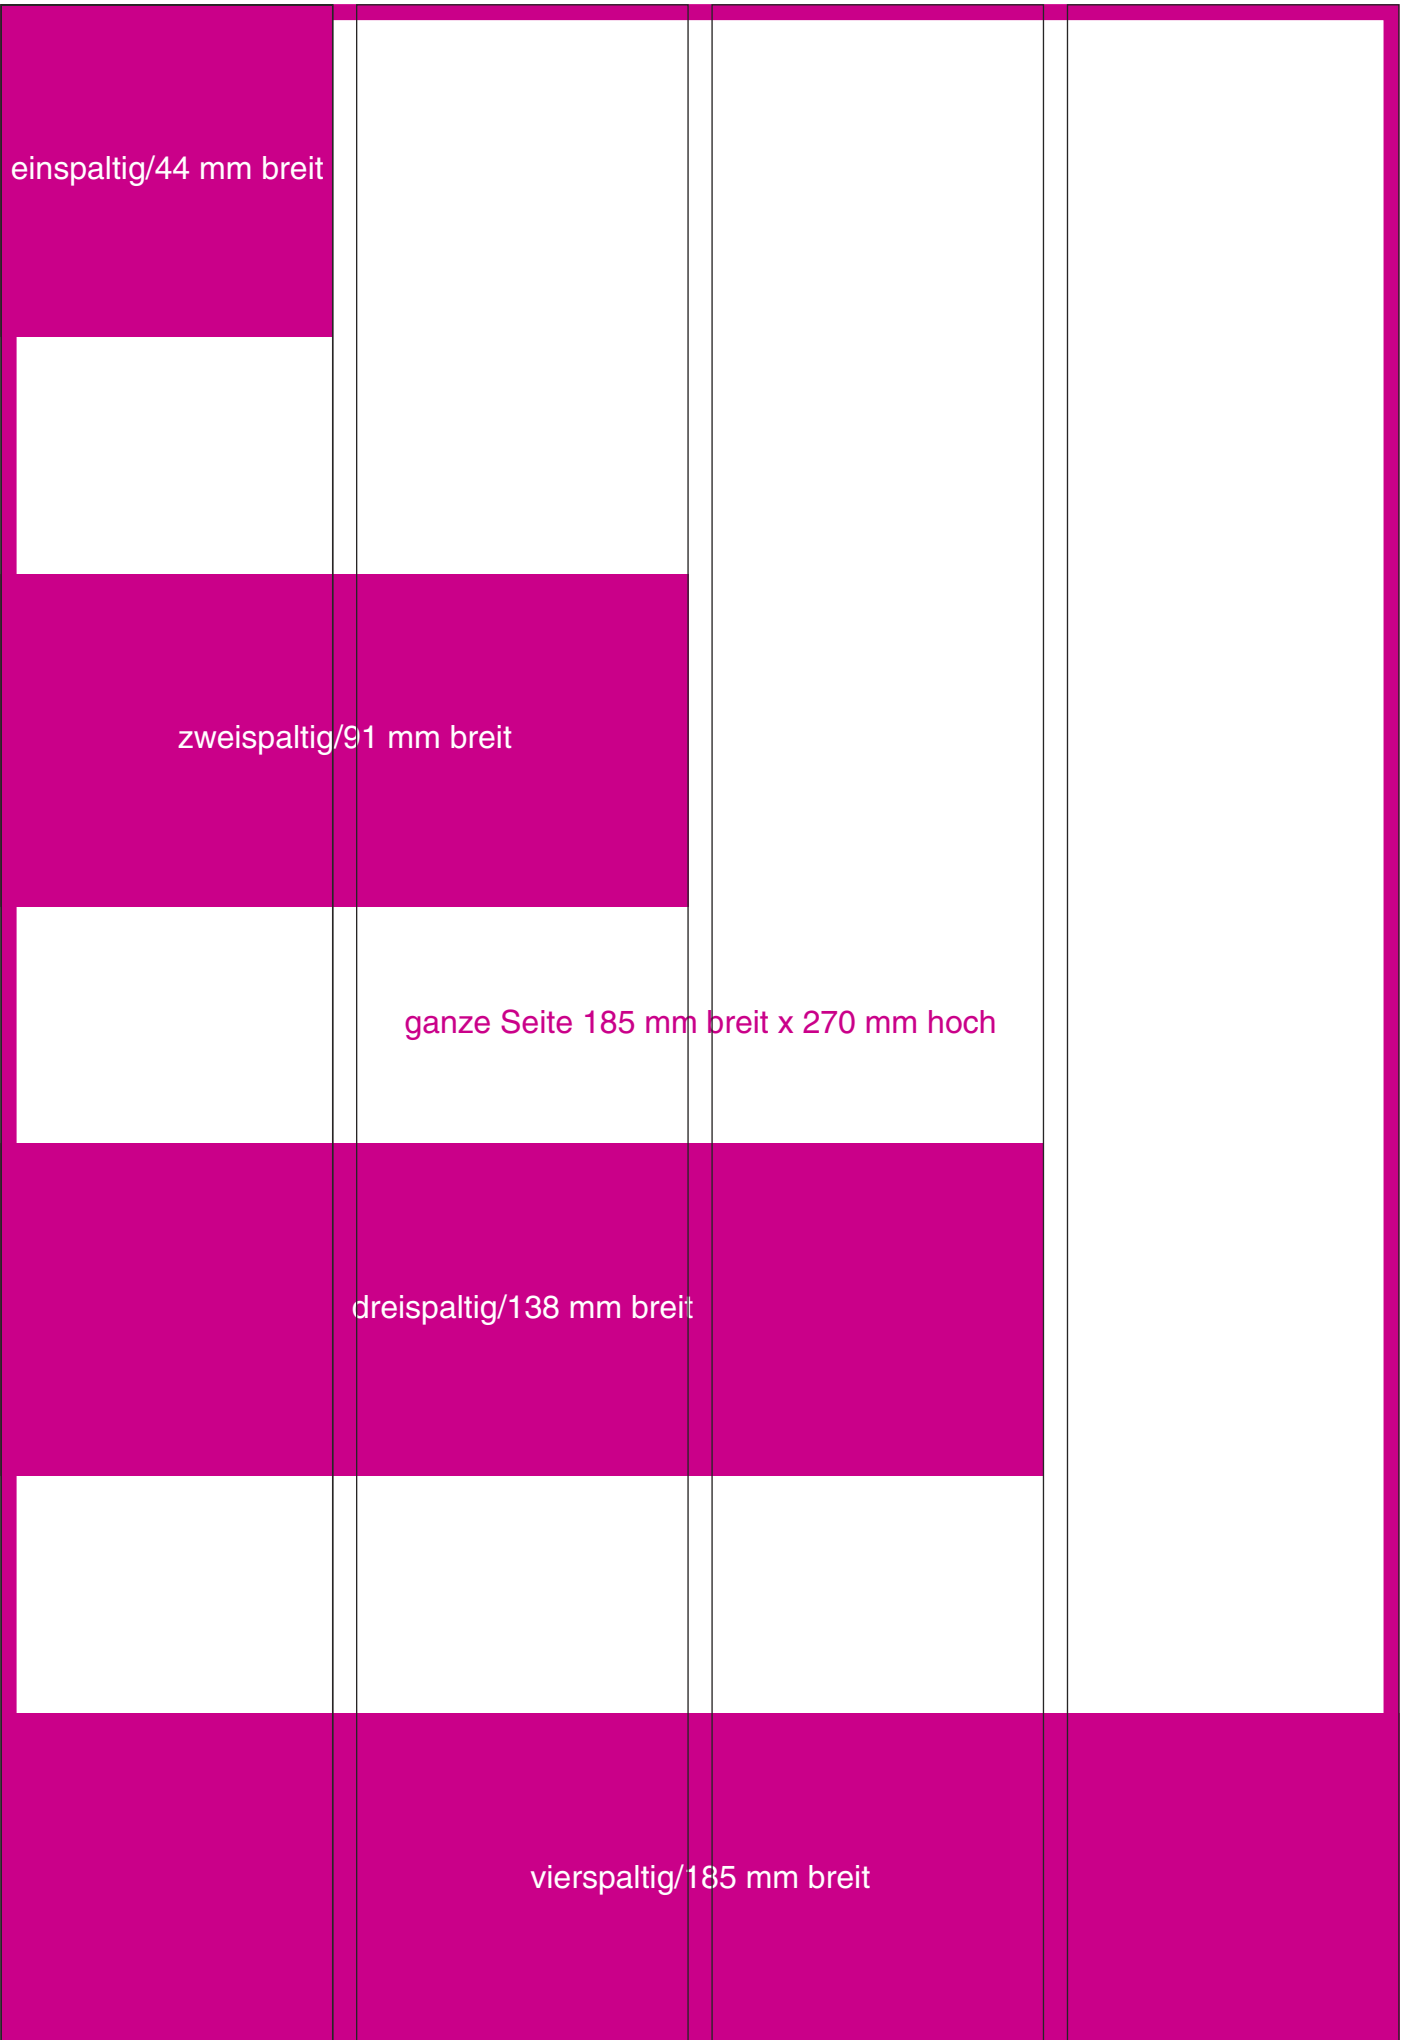 einspaltig/44 mm breit
zweispaltig/91 mm breit
ganze Seite 185 mm breit x 270 mm hoch
dreispaltig/138 mm breit
vierspaltig/185 mm breit